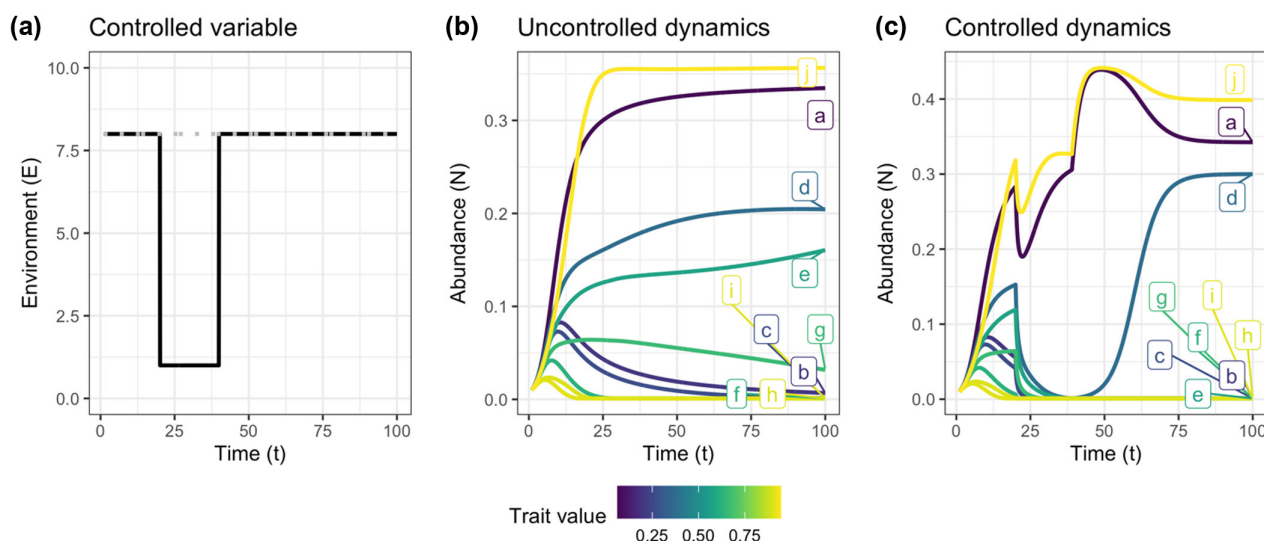 (a) Controlled variable
Environment (E)
10.0
7.5
5.0
2.5
0.0
0 25 50 75 100
Time (t)
(b) Uncontrolled dynamics
Abundance (N)
0.3
0.2
0.1
0.0
j
a
d
e
i
c
g
b
f
h
0 25 50 75 100
Time (t)
(c) Controlled dynamics
Abundance (N)
0.4
0.3
0.2
0.1
0.0
j
a
d
g
i
f
h
c
b
e
0 25 50 75 100
Time (t)
Trait value
0.25 0.50 0.75